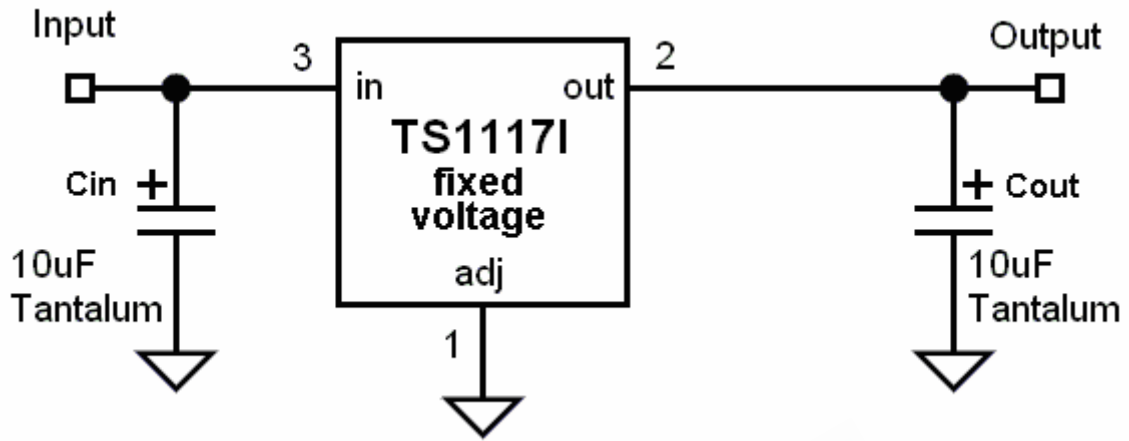 Input
Output
3
2
in
out
TS1117I
fixed
voltage
adj
1
Cin +
10uF
Tantalum
+ Cout
10uF
Tantalum